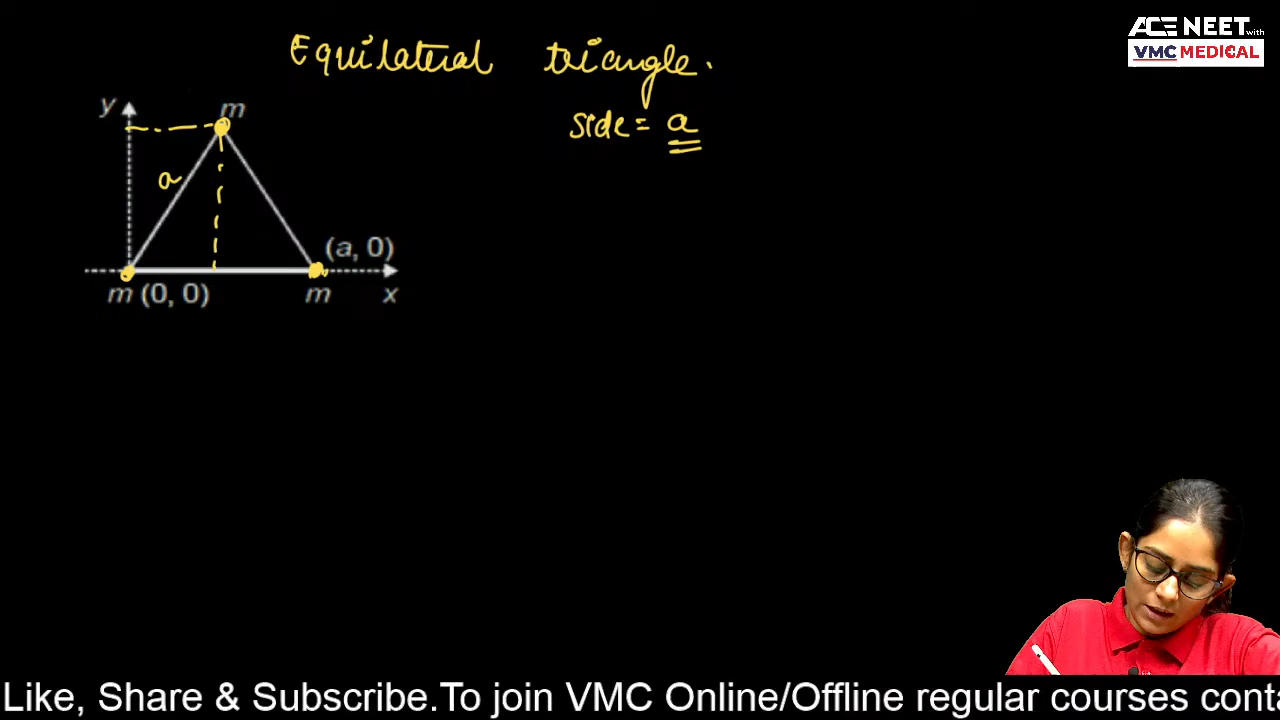 Equilateral triangle.
side = a
y
m
a
(a, 0)
m (0, 0)
m
x
ACE NEET with
VMC MEDICAL
Like, Share & Subscribe.To join VMC Online/Offline regular courses conta